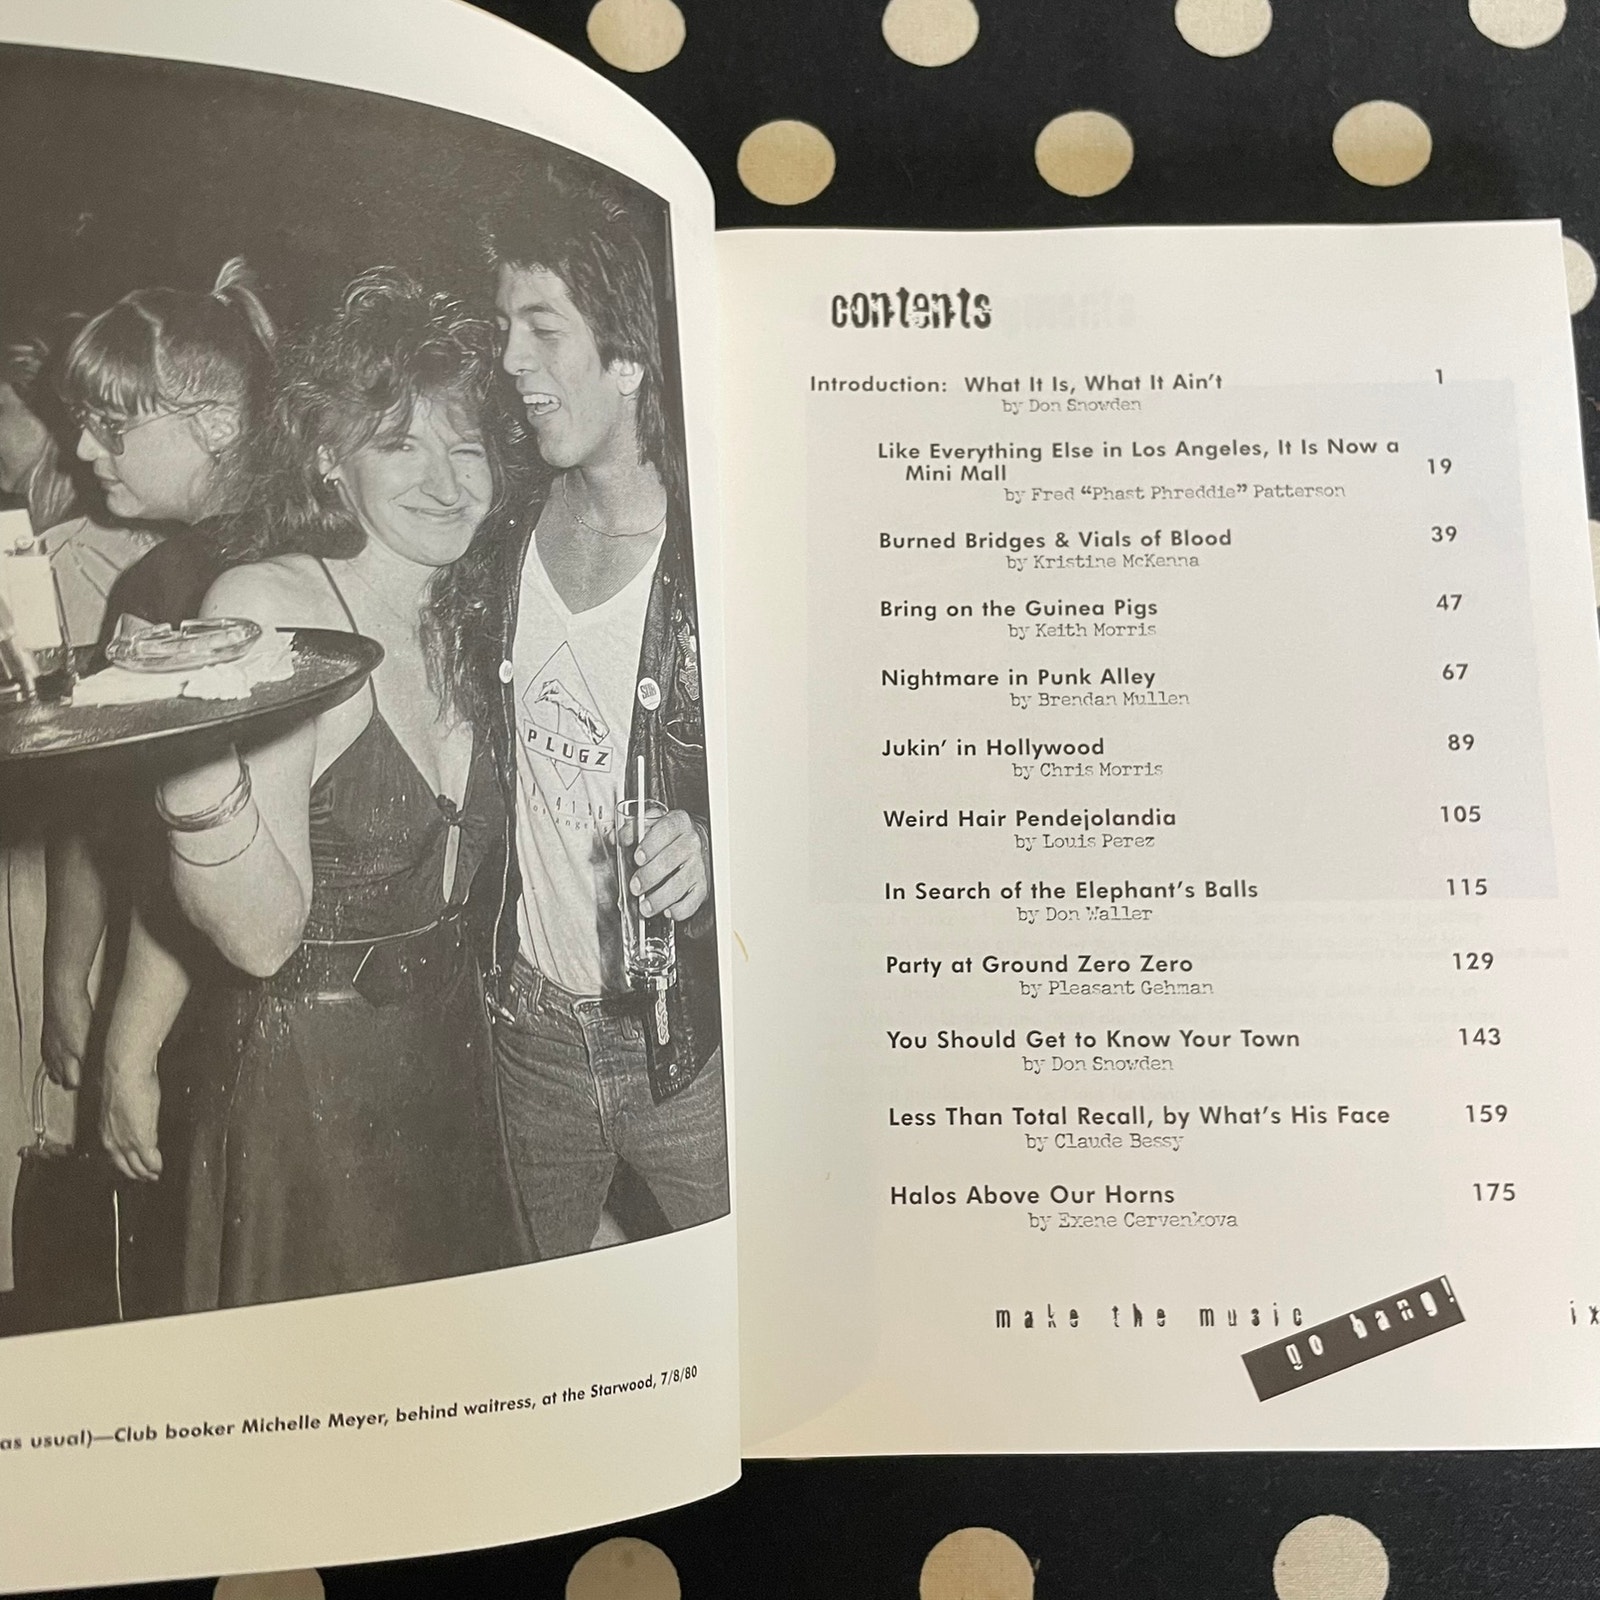 PLUGZ
as usual)—Club booker Michelle Meyer, behind waitress, at the Starwood, 7/8/80
contents
Introduction: What It Is, What It Ain't 1
by Don Snowden
Like Everything Else in Los Angeles, It Is Now a
Mini Mall 19
by Fred “Phast Phreddie” Patterson
Burned Bridges & Vials of Blood 39
by Kristine McKenna
Bring on the Guinea Pigs 47
by Keith Morris
Nightmare in Punk Alley 67
by Brendan Mullen
Jukin' in Hollywood 89
by Chris Morris
Weird Hair Pendejolandia 105
by Louis Perez
In Search of the Elephant's Balls 115
by Don Waller
Party at Ground Zero Zero 129
by Pleasant Gehman
You Should Get to Know Your Town 143
by Don Snowden
Less Than Total Recall, by What's His Face 159
by Claude Bessy
Halos Above Our Horns 175
by Exene Cervenkova
make the music
go bang!
ix